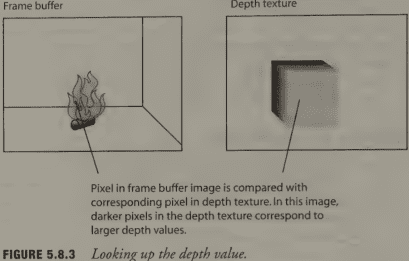 Frame buffer
Depth texture
Pixel in frame buffer image is compared with
corresponding pixel in depth texture. In this image,
darker pixels in the depth texture correspond to
larger depth values.
FIGURE 5.8.3 Looking up the depth value.